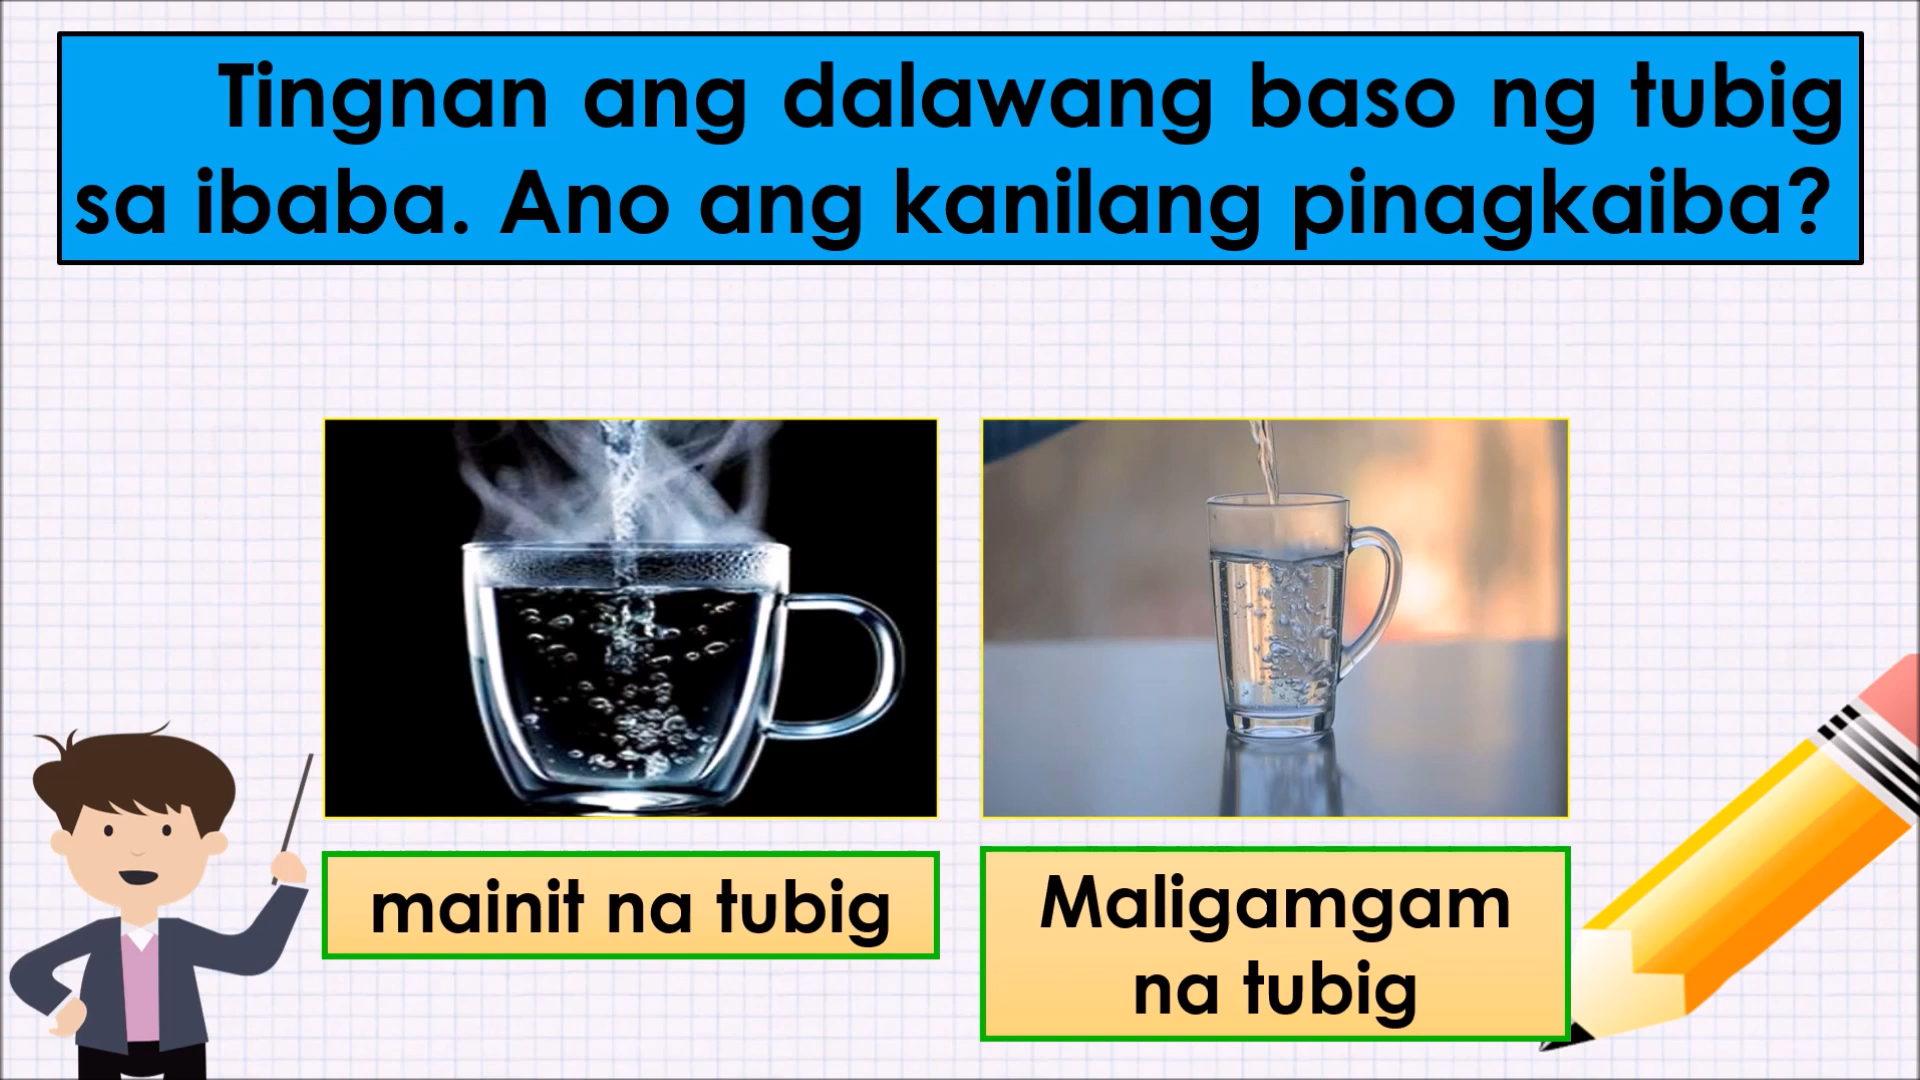 Tingnan ang dalawang baso ng tubig
sa ibaba. Ano ang kanilang pinagkaiba?
mainit na tubig
Maligamgam
na tubig